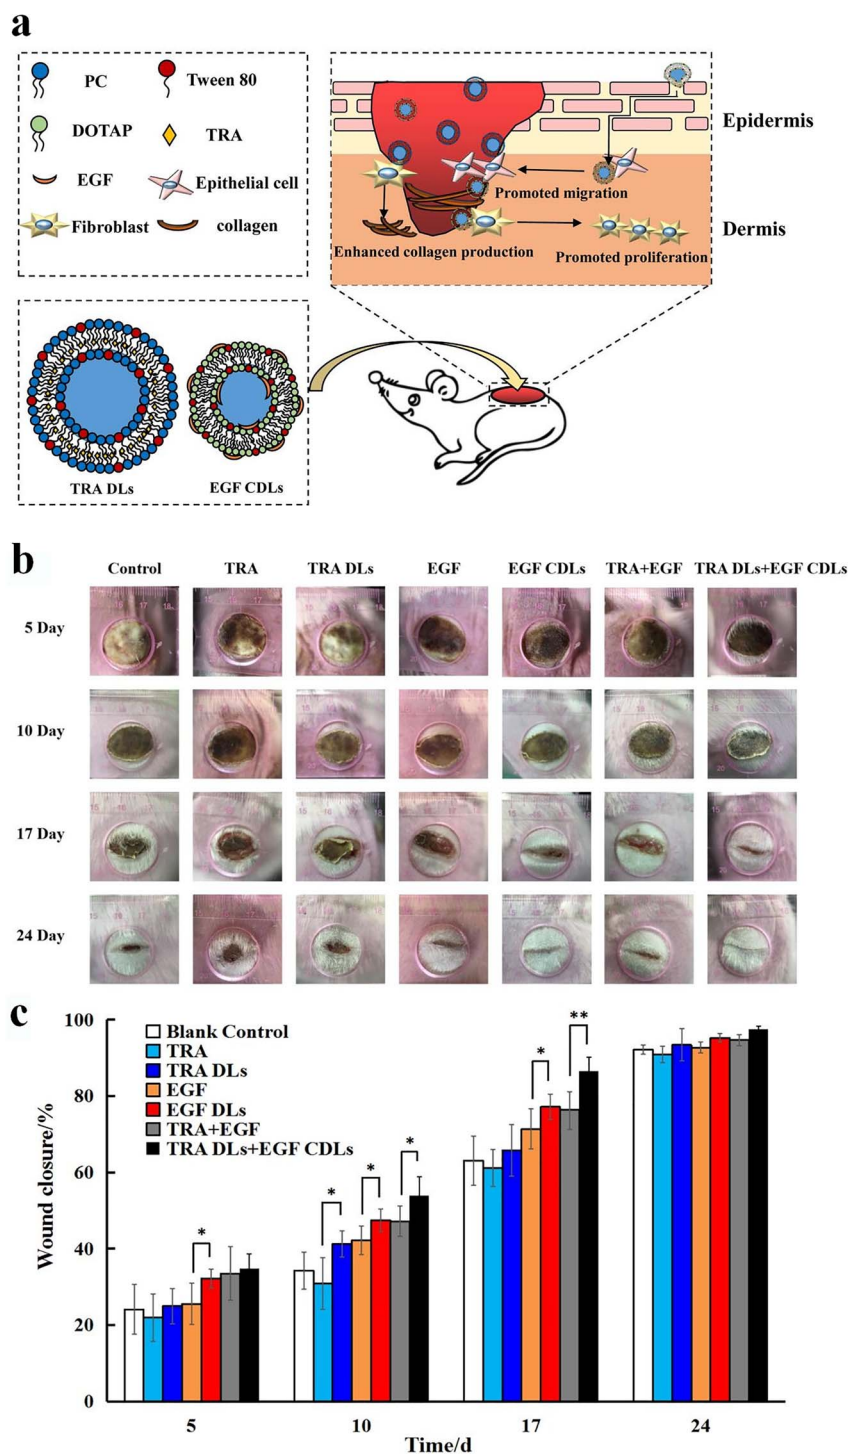 a
PC
Tween 80
DOTAP
TRA
EGF
Epithelial cell
Fibroblast
collagen
Epidermis
Promoted migration
Dermis
Enhanced collagen production
Promoted proliferation
TRA DLs
EGF CDLs
b
Control TRA TRA DLs EGF EGF CDLs TRA+EGF TRA DLs+EGF CDLs
5 Day
10 Day
17 Day
24 Day
c
100
80
60
40
20
0
Wound closure/%
Blank Control
TRA
TRA DLs
EGF
EGF DLs
TRA+EGF
TRA DLs+EGF CDLs
*
* * *
* **
5 10 17 24
Time/d